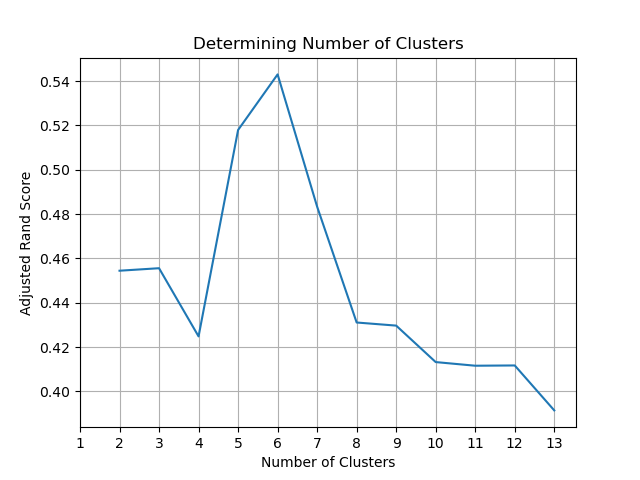 Determining Number of Clusters
Adjusted Rand Score
0.54
0.52
0.50
0.48
0.46
0.44
0.42
0.40
1 2 3 4 5 6 7 8 9 10 11 12 13
Number of Clusters